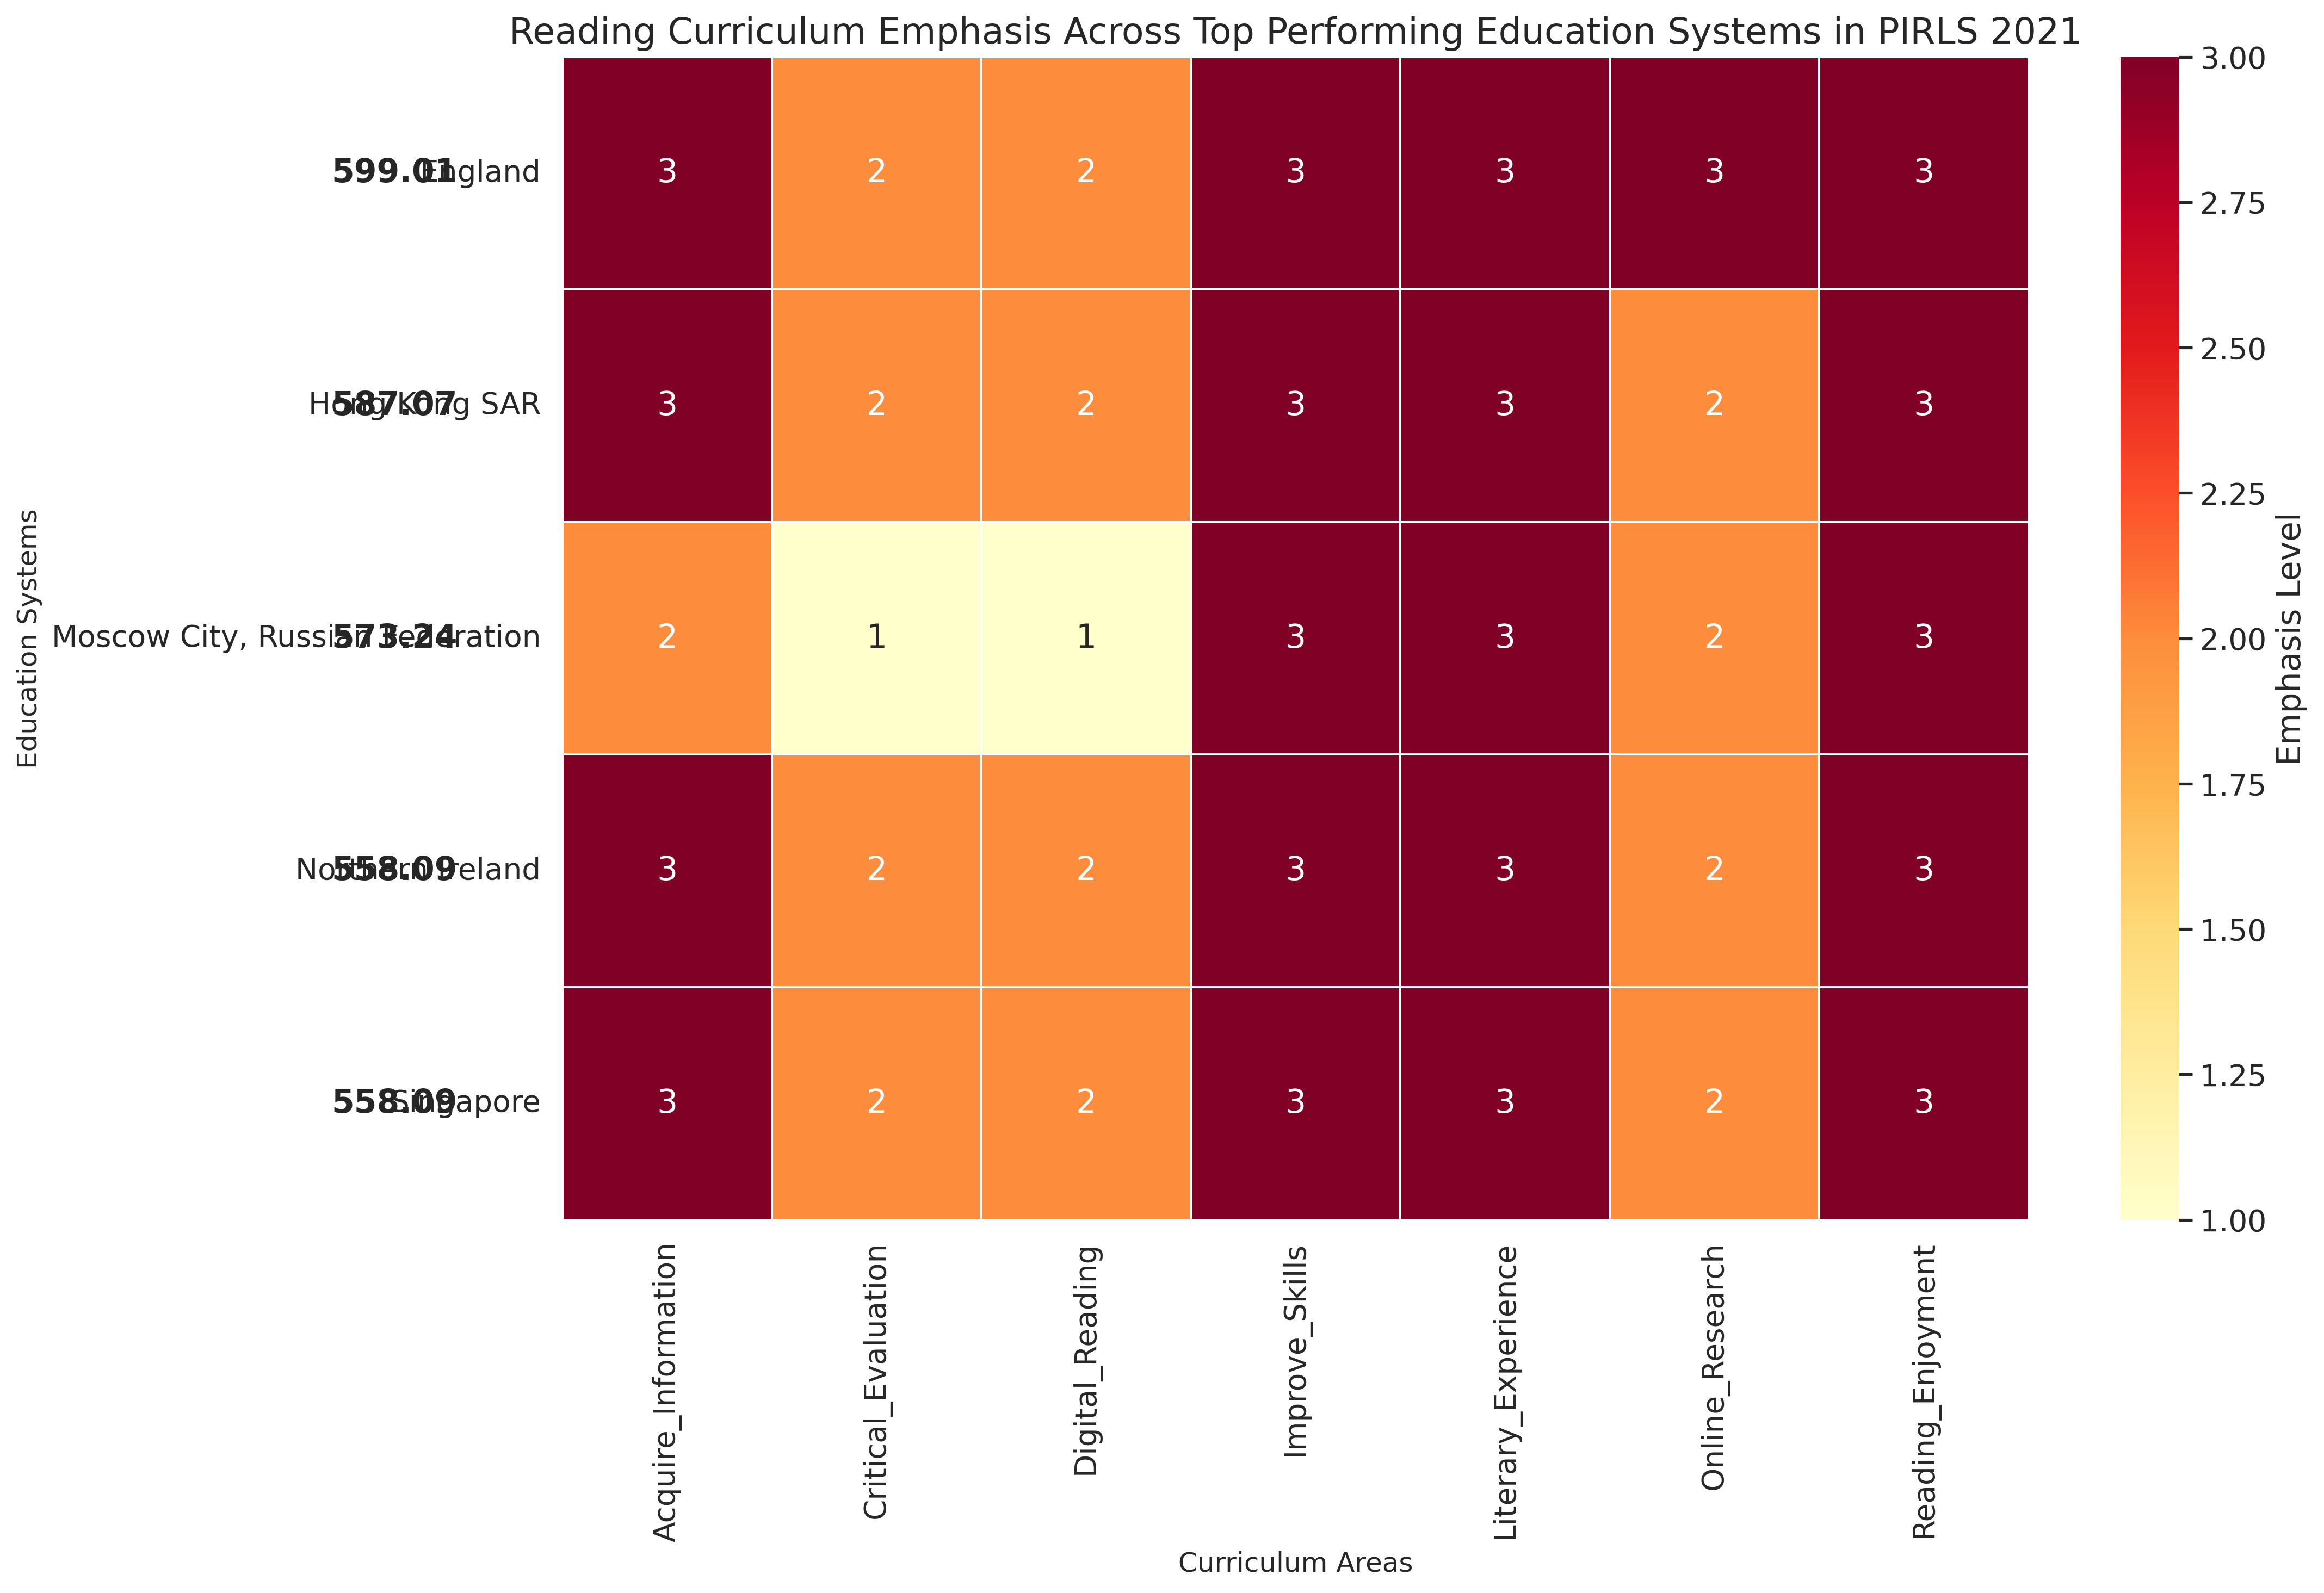 Reading Curriculum Emphasis Across Top Performing Education Systems in PIRLS 2021
Education Systems
599.01 England 3 2 2 3 3 3 3
587.07 Hong Kong SAR 3 2 2 3 3 2 3
573.24 Moscow City, Russian Federation 2 1 1 3 3 2 3
558.09 Northern Ireland 3 2 2 3 3 2 3
558.09 Singapore 3 2 2 3 3 2 3
Acquire_Information
Critical_Evaluation
Digital_Reading
Improve_Skills
Literary_Experience
Online_Research
Reading_Enjoyment
Curriculum Areas
3.00
2.75
2.50
2.25
2.00
1.75
1.50
1.25
1.00
Emphasis Level